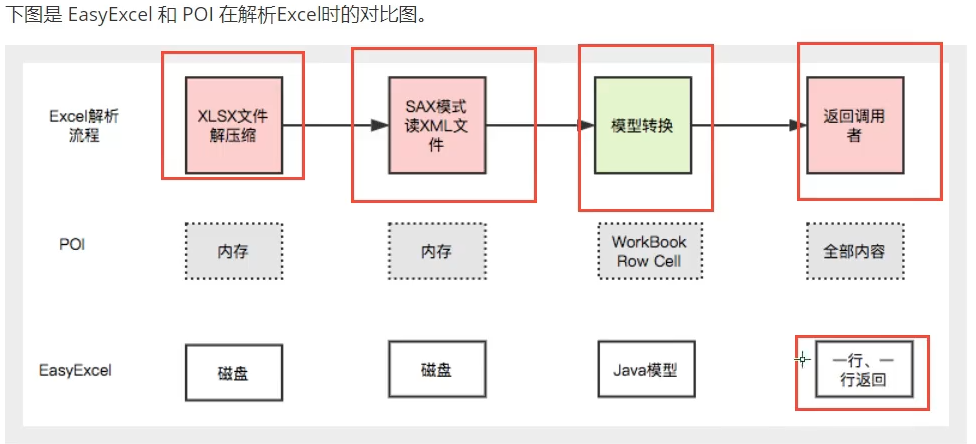 下图是 EasyExcel 和 POI 在解析Excel时的对比图。
Excel解析
流程
XLSX文件
解压缩
SAX模式
读XML文
件
模型转换
返回调用
者
POI
内存
内存
WorkBook
Row Cell
全部内容
EasyExcel
磁盘
磁盘
Java模型
一行、一
行返回